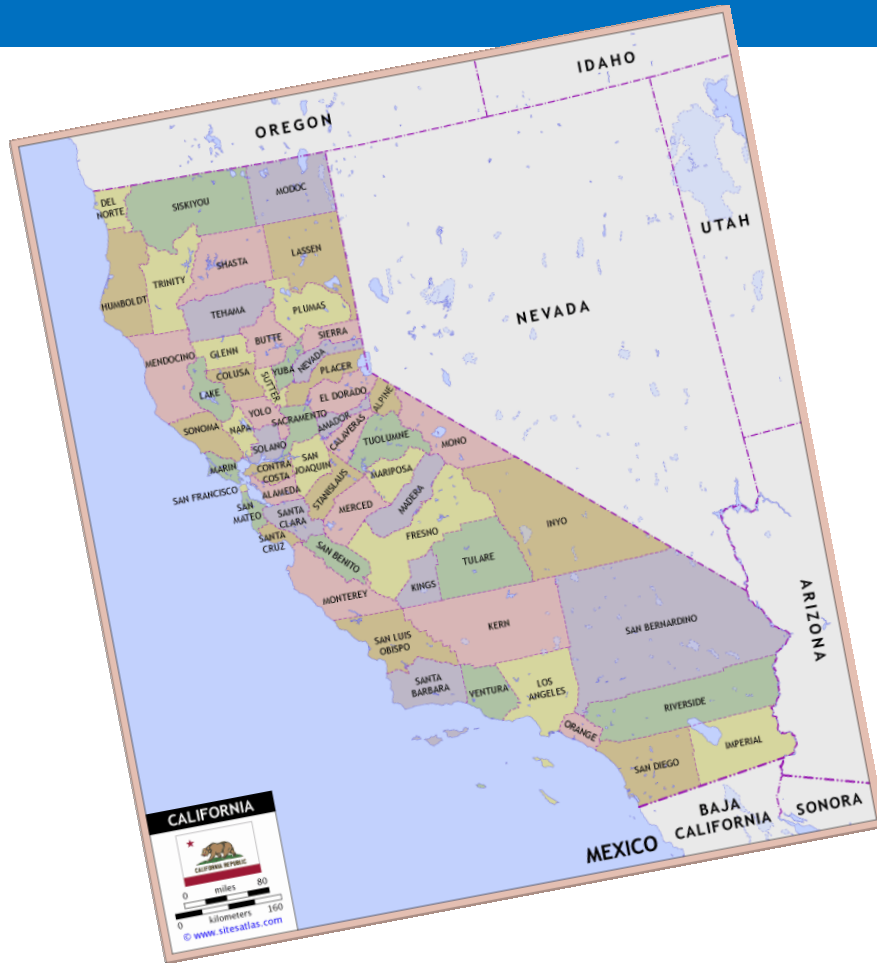 IDAHO
OREGON
UTAH
NEVADA
ARIZONA
DEL
NORTE
SISKIYOU
MODOC
HUMBOLDT
TRINITY
SHASTA
LASSEN
TEHAMA
PLUMAS
MENDOCINO
GLENN
BUTTE
SIERRA
LAKE
COLUSA
SUTTER
YUBA
NEVADA
PLACER
SONOMA
NAPA
YOLO
SACRAMENTO
EL DORADO
AMADOR
ALPINE
MARIN
SOLANO
CALAVERAS
TUOLUMNE
MONO
SAN FRANCISCO
CONTRA
COSTA
SAN
JOAQUIN
ALAMEDA
STANISLAUS
MARIPOSA
SAN
MATEO
SANTA
CLARA
MERCED
MADERA
SANTA
CRUZ
SAN BENITO
FRESNO
INYO
MONTEREY
KINGS
TULARE
SAN LUIS
OBISPO
KERN
SAN BERNARDINO
SANTA
BARBARA
VENTURA
LOS
ANGELES
ORANGE
RIVERSIDE
SAN DIEGO
IMPERIAL
BAJA
CALIFORNIA
SONORA
MEXICO
CALIFORNIA
CALIFORNIA REPUBLIC
0 miles 80
0 kilometers 160
© www.sitesatlas.com